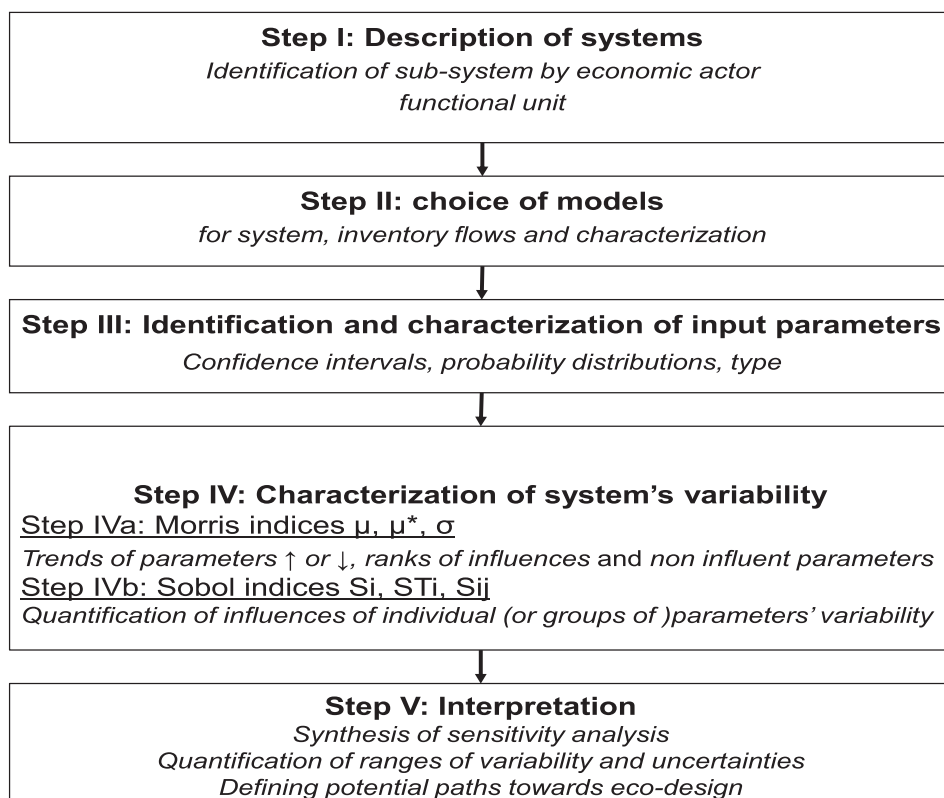 Step I: Description of systems
Identification of sub-system by economic actor
functional unit
Step II: choice of models
for system, inventory flows and characterization
Step III: Identification and characterization of input parameters
Confidence intervals, probability distributions, type
Step IV: Characterization of system's variability
Step IVa: Morris indices μ, μ*, σ
Trends of parameters ↑ or ↓, ranks of influences and non influent parameters
Step IVb: Sobol indices Si, STi, Sij
Quantification of influences of individual (or groups of )parameters' variability
Step V: Interpretation
Synthesis of sensitivity analysis
Quantification of ranges of variability and uncertainties
Defining potential paths towards eco-design